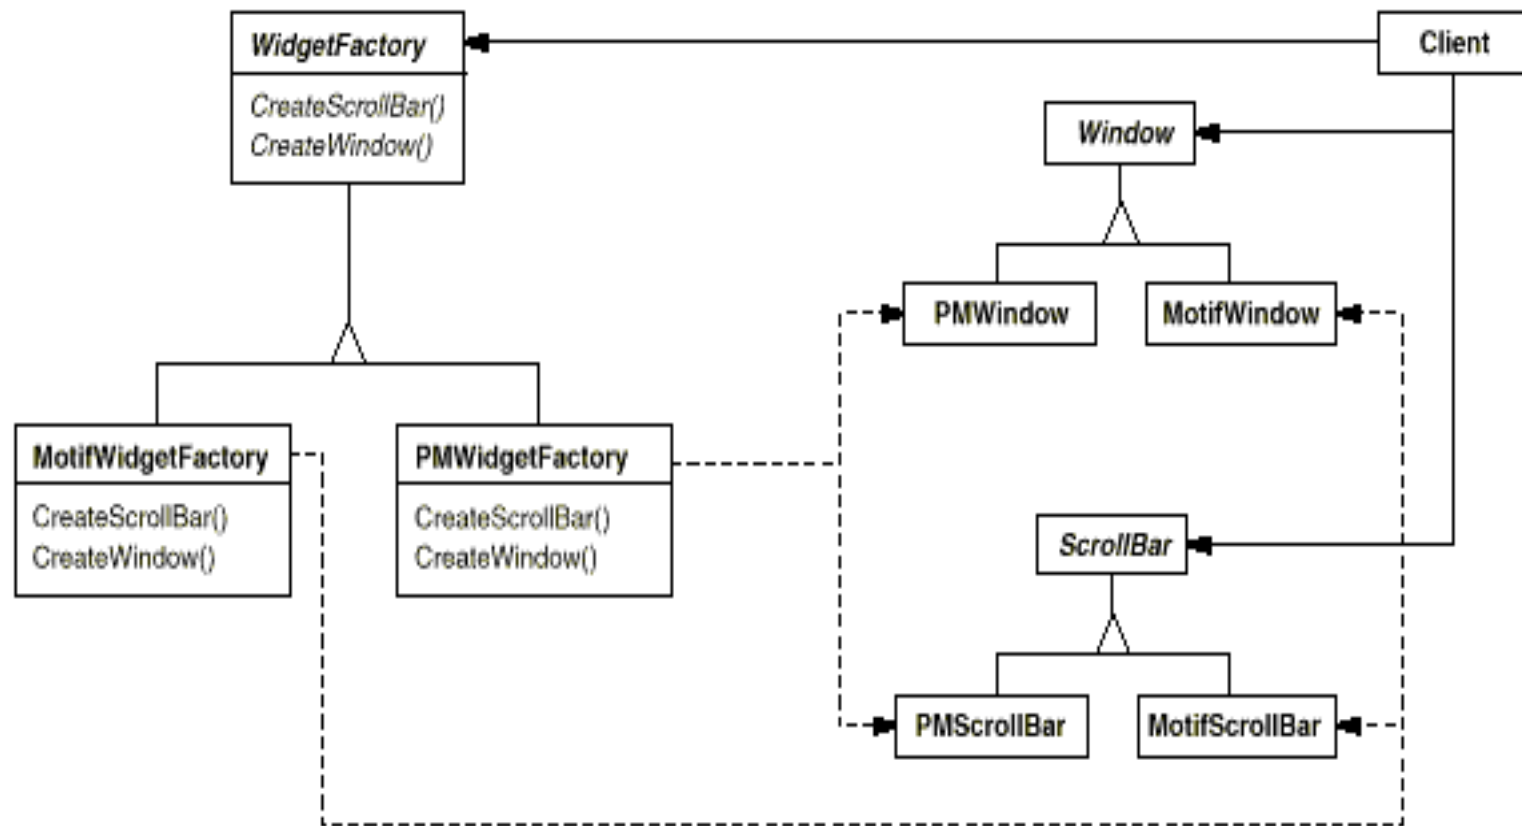 WidgetFactory
CreateScrollBar()
CreateWindow()
Client
Window
PMWindow
MotifWindow
MotifWidgetFactory
CreateScrollBar()
CreateWindow()
PMWidgetFactory
CreateScrollBar()
CreateWindow()
ScrollBar
PMScrollBar
MotifScrollBar